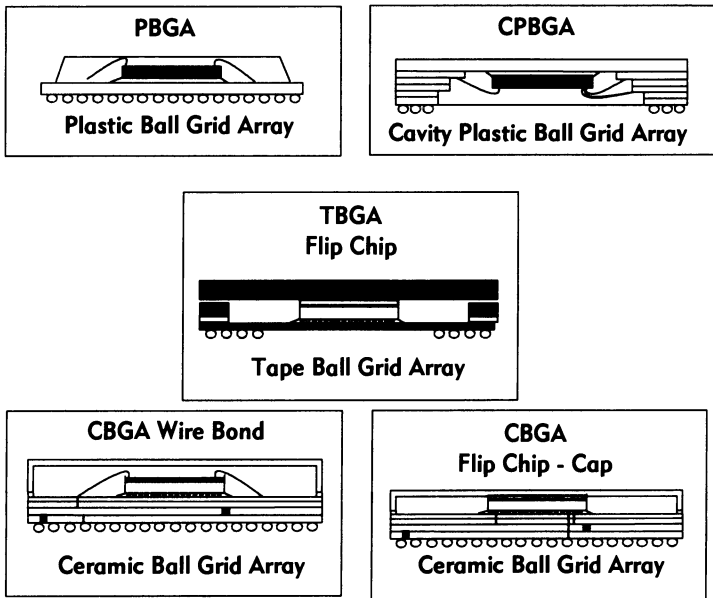 PBGA
Plastic Ball Grid Array
CPBGA
Cavity Plastic Ball Grid Array
TBGA
Flip Chip
Tape Ball Grid Array
CBGA Wire Bond
Ceramic Ball Grid Array
CBGA
Flip Chip - Cap
Ceramic Ball Grid Array